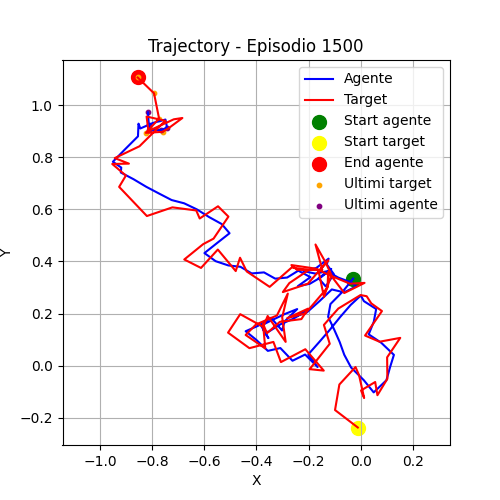 Trajectory - Episodio 1500
Agente
Target
Start agente
Start target
End agente
Ultimi target
Ultimi agente
Y
1.0
0.8
0.6
0.4
0.2
0.0
−0.2
−1.0 −0.8 −0.6 −0.4 −0.2 0.0 0.2
X